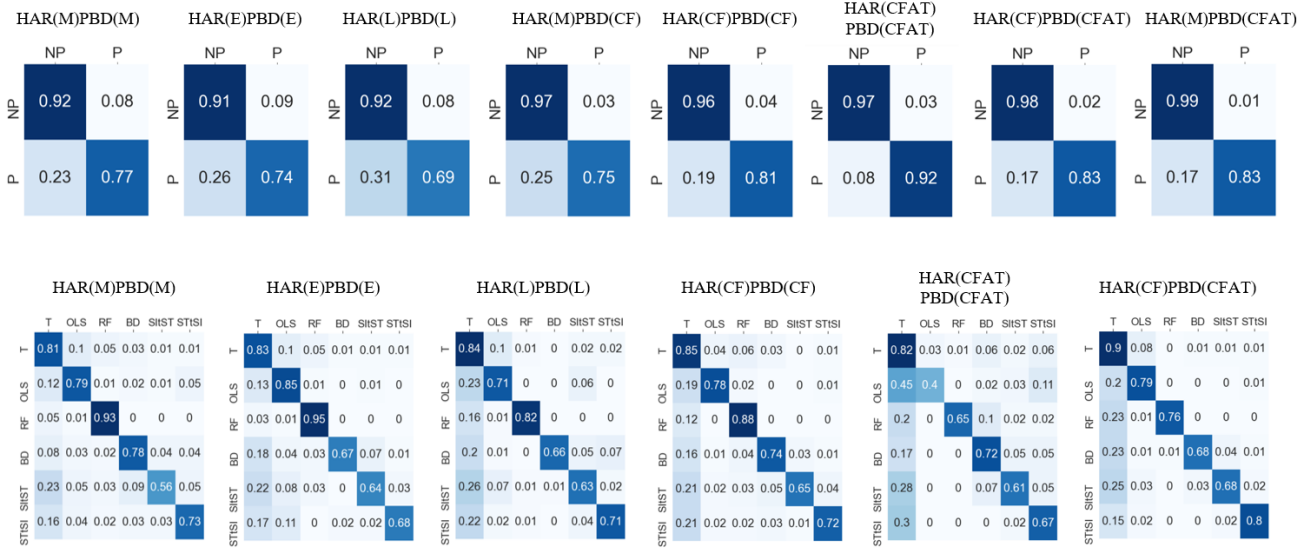 HAR(M)PBD(M) HAR(E)PBD(E) HAR(L)PBD(L) HAR(M)PBD(CF) HAR(CF)PBD(CF) HAR(CFAT) PBD(CFAT) HAR(CF)PBD(CFAT) HAR(M)PBD(CFAT)
NP P NP P NP P NP P NP P NP P NP P NP P
NP 0.92 0.08 NP 0.91 0.09 NP 0.92 0.08 NP 0.97 0.03 NP 0.96 0.04 NP 0.97 0.03 NP 0.98 0.02 NP 0.99 0.01
P 0.23 0.77 P 0.26 0.74 P 0.31 0.69 P 0.25 0.75 P 0.19 0.81 P 0.08 0.92 P 0.17 0.83 P 0.17 0.83
HAR(M)PBD(M) HAR(E)PBD(E) HAR(L)PBD(L) HAR(CF)PBD(CF) HAR(CFAT) PBD(CFAT) HAR(CF)PBD(CFAT)
T OLS RF BD SItST STtSI T OLS RF BD SItST STtSI T OLS RF BD SItST STtSI T OLS RF BD SItST STtSI T OLS RF BD SItST STtSI T OLS RF BD SItST STtSI
T 0.81 0.1 0.05 0.03 0.01 0.01 T 0.83 0.1 0.05 0.01 0.01 0.01 T 0.84 0.1 0.01 0 0.02 0.02 T 0.85 0.04 0.06 0.03 0 0.01 T 0.82 0.03 0.01 0.06 0.02 0.06 T 0.9 0.08 0 0 0 0.01
OLS 0.12 0.79 0.01 0.02 0.01 0.05 OLS 0.13 0.85 0.01 0 0.01 0 OLS 0.23 0.71 0 0 0.06 0 OLS 0.19 0.78 0.02 0 0 0.01 OLS 0.45 0.4 0 0.02 0.03 0.11 OLS 0.2 0.79 0 0 0 0.01
RF 0.05 0.01 0.93 0 0 0 RF 0.03 0.01 0.95 0 0 0 RF 0.16 0.01 0.82 0 0 0 RF 0.12 0 0.88 0 0 0 RF 0.2 0 0.65 0.1 0.02 0.02 RF 0.23 0.01 0.76 0 0 0
BD 0.08 0.03 0.02 0.78 0.04 0.04 BD 0.18 0.04 0.03 0.67 0.07 0.01 BD 0.2 0.01 0 0.66 0.05 0.07 BD 0.16 0.01 0.04 0.74 0.03 0.01 BD 0.17 0 0 0.72 0.05 0.05 BD 0.23 0.01 0.01 0.68 0.04 0.01
SItST 0.23 0.05 0.03 0.09 0.56 0.05 SItST 0.22 0.08 0.03 0 0.64 0.03 SItST 0.26 0.07 0.01 0.01 0.63 0.02 SItST 0.21 0.02 0.03 0.05 0.65 0.04 SItST 0.28 0 0 0.07 0.61 0.05 SItST 0.25 0 0.03 0.03 0.68 0.02
STtSI 0.16 0.04 0.02 0.03 0.03 0.73 STtSI 0.17 0.11 0 0.02 0.02 0.68 STtSI 0.22 0.02 0.01 0 0.04 0.71 STtSI 0.21 0.02 0.02 0.03 0.01 0.72 STtSI 0.3 0 0 0 0.02 0.67 STtSI 0.15 0.02 0 0 0.02 0.8